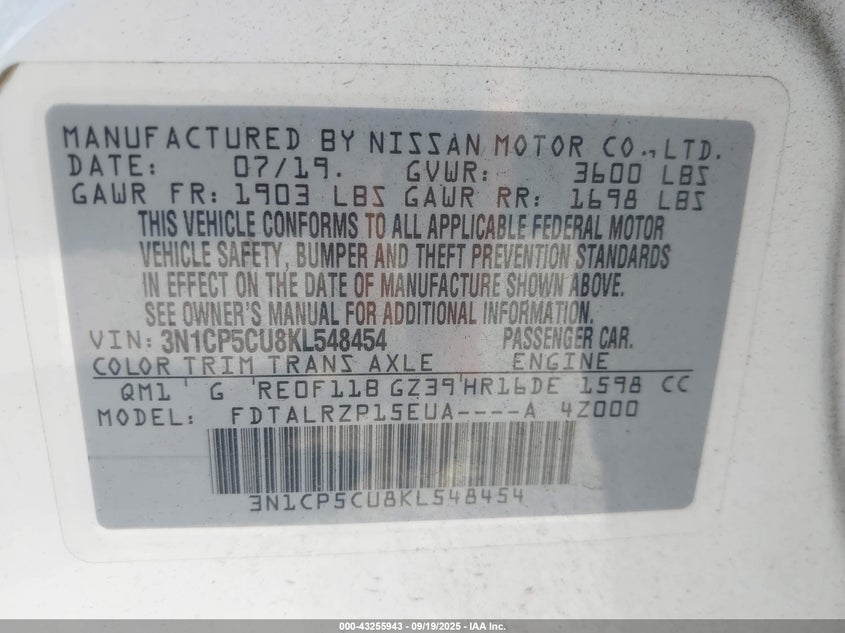 MANUFACTURED BY NISSAN MOTOR CO.,LTD.
DATE: 07/19. GVWR: 3600 LBS
GAWR FR: 1903 LBS GAWR RR: 1698 LBS
THIS VEHICLE CONFORMS TO ALL APPLICABLE FEDERAL MOTOR
VEHICLE SAFETY, BUMPER AND THEFT PREVENTION STANDARDS
IN EFFECT ON THE DATE OF MANUFACTURE SHOWN ABOVE.
SEE OWNER'S MANUAL FOR ADDITIONAL INFORMATION.
VIN: 3N1CP5CU8KL548454 PASSENGER CAR.
COLOR TRIM TRANS AXLE ENGINE
QM1 ' G ' RE0F11B GZ39 'HR16DE 1598 CC
MODEL: FDTALRZP15EUA----A 4Z000
3N1CP5CU8KL548454
000-43255943 - 09/19/2025 - IAA Inc.